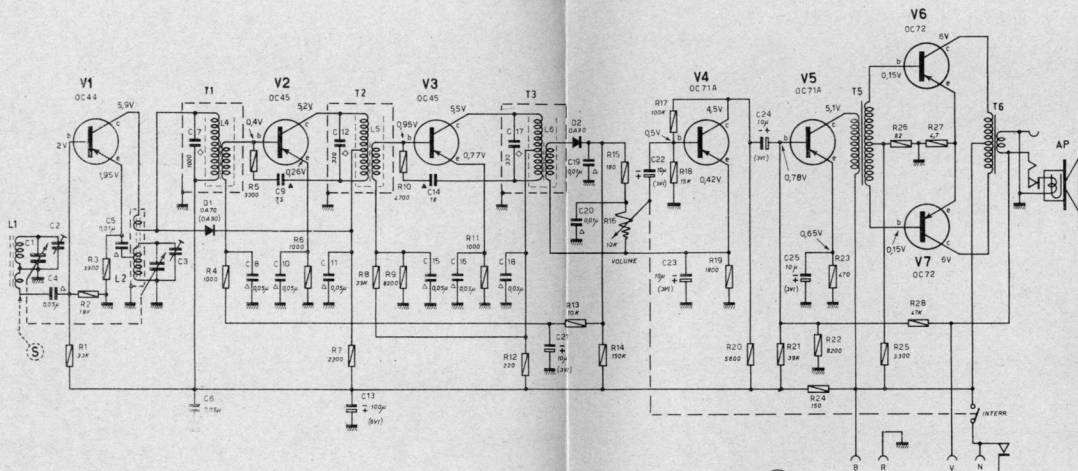 V1
OC44
5,9V
c
b
2V
e
1,95V
L1
C1
C2
C4
S
R1
33K
R2
R3
3300
C5
0,01µ
L2
C3
D1
OA70
(OA90)
T1
C7
1000
L4
C6
V2
OC45
5,2V
c
b
0,4V
e
0,26V
R5
3300
C9
R4
1000
C8
0,05µ
C10
0,05µ
R6
1000
C11
0,05µ
R7
2200
C13
100µ
(6V1)
T2
C12
330
L5
V3
OC45
5,5V
c
b
0,95V
e
0,77V
R10
4700
C14
18
R8
39K
R9
8200
C15
0,05µ
C16
0,05µ
R11
1000
C18
0,05µ
R12
220
T3
C17
330
L6
D2
OA90
C19
0,01µ
C20
0,01µ
R15
180
R16
10K
VOLUME
R13
10K
C21
10µ
(3V1)
R14
150K
V4
OC71A
R17
100K
4,5V
c
b
0,5V
e
0,42V
C22
10µ
(3V1)
R18
15K
C23
10µ
(3V1)
R19
1800
R20
5600
C24
10µ
(3V1)
V5
OC71A
5,1V
c
b
e
0,78V
0,65V
C25
10µ
(3V1)
R23
470
R21
39K
R22
8200
R24
150
T5
V6
OC72
6V
c
b
0,15V
e
R26
82
R27
4,7
V7
OC72
6V
c
b
0,15V
e
R28
47K
R25
3300
T6
AP
INTERR
B
R
V
N